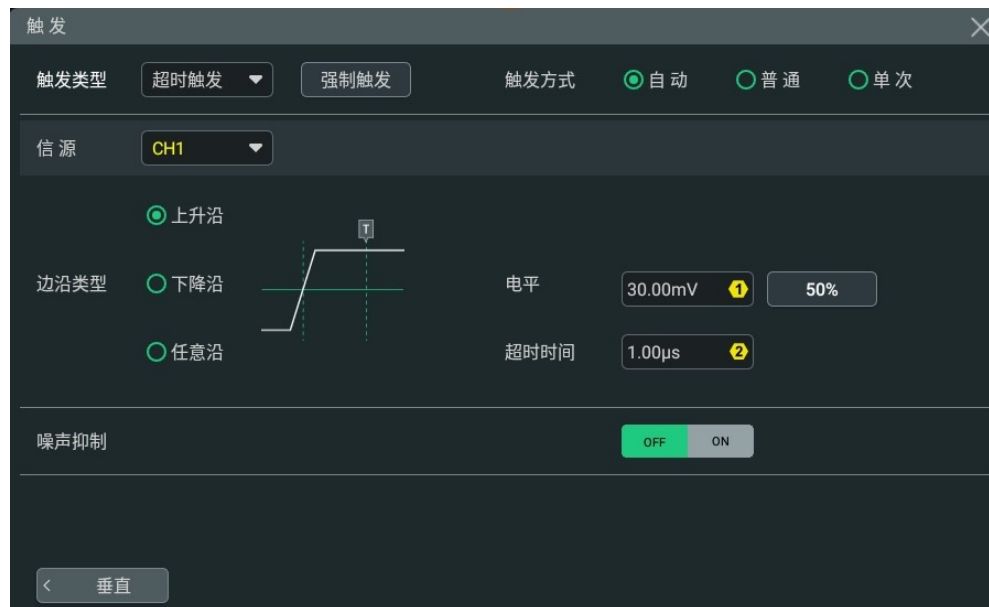 触发
触发类型 超时触发 强制触发 触发方式 自动 普通 单次
信源 CH1
上升沿
T
边沿类型 下降沿 电平 30.00mV 1 50%
任意沿 超时时间 1.00μs 2
噪声抑制 OFF ON
< 垂直